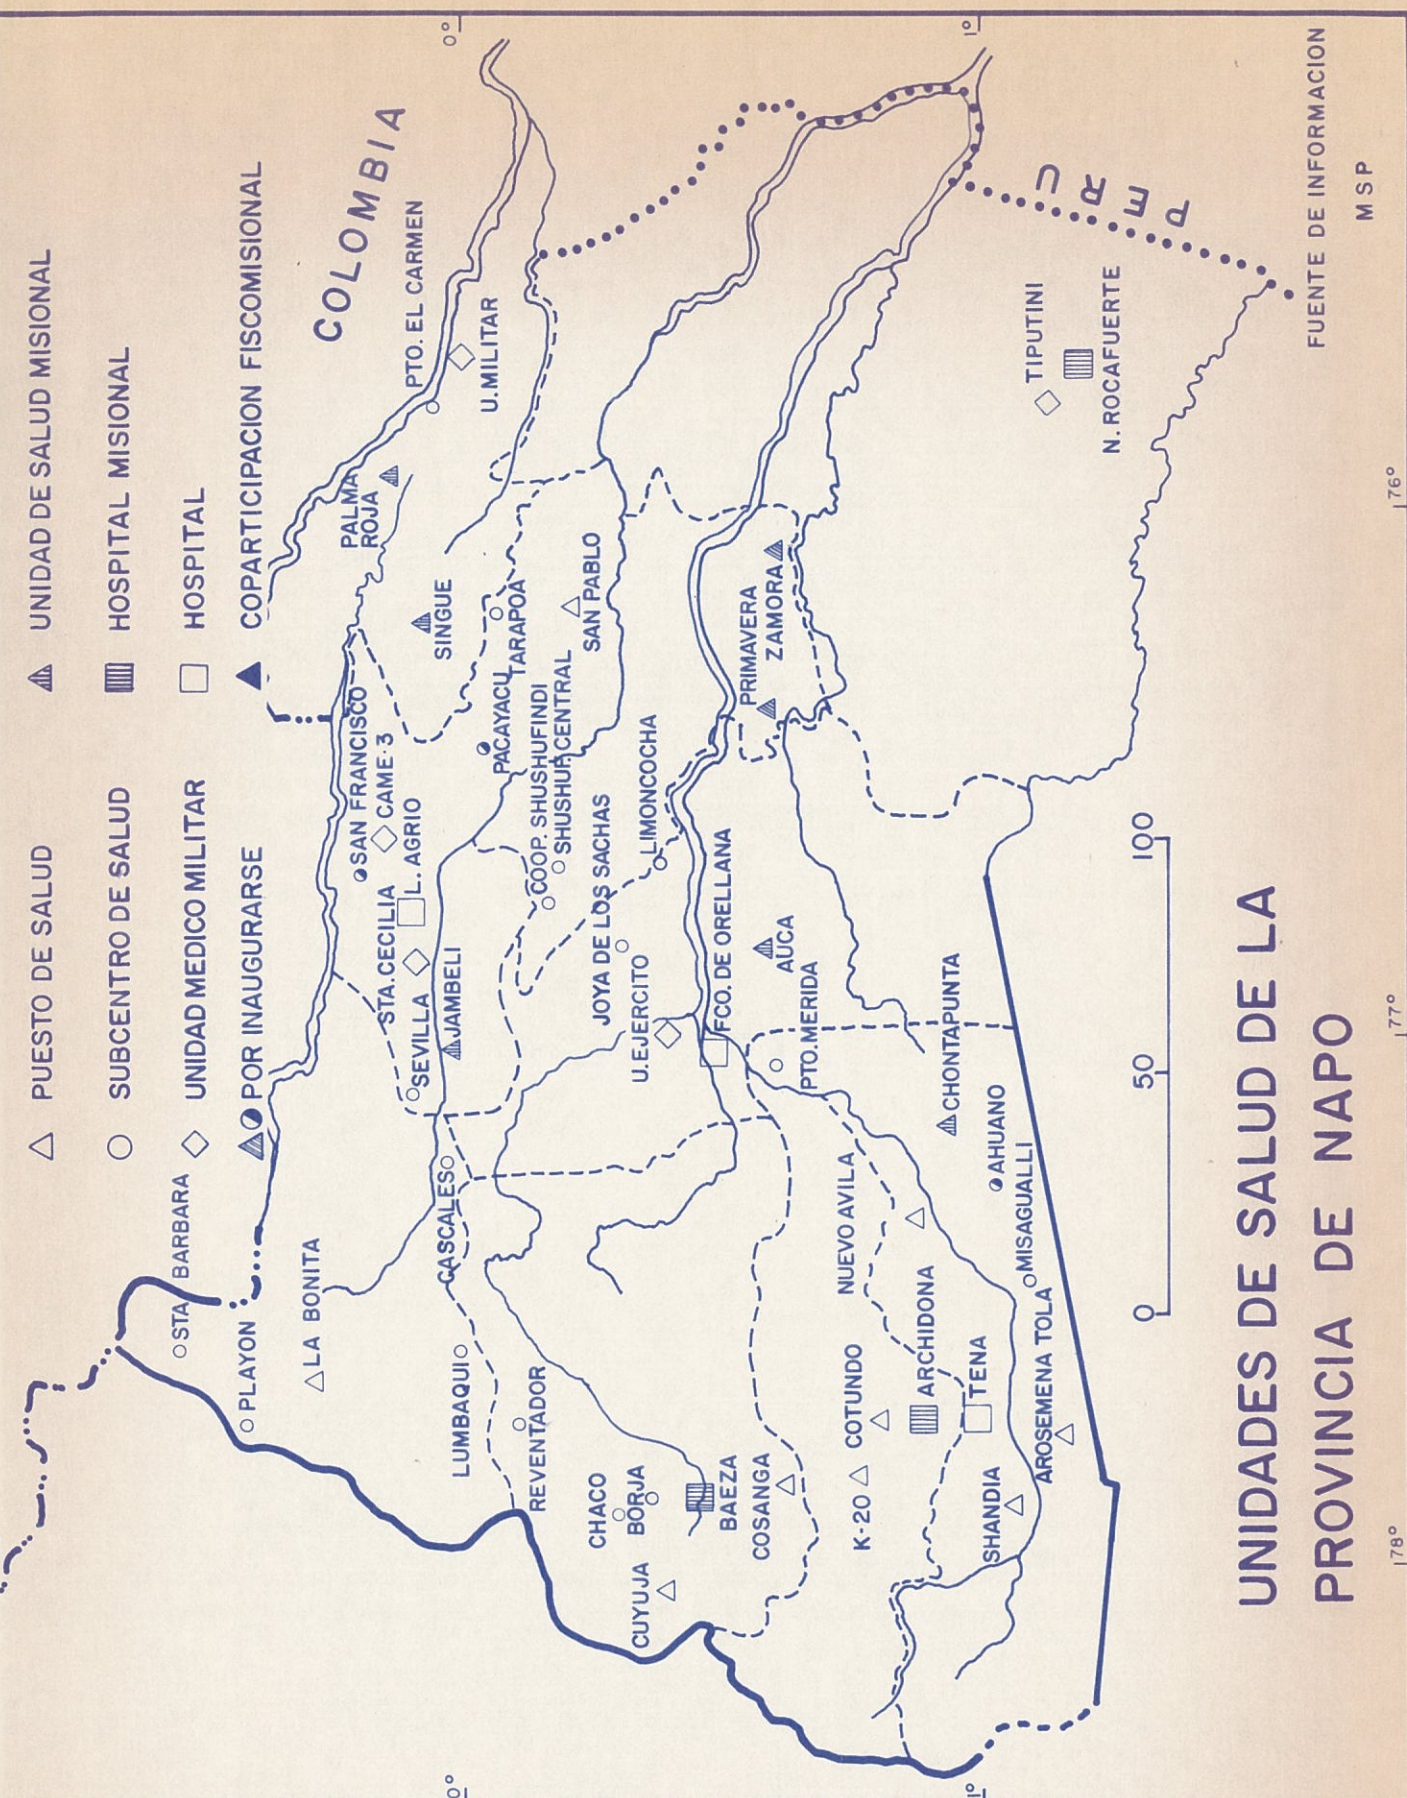 PUESTO DE SALUD
UNIDAD DE SALUD MISIONAL
SUBCENTRO DE SALUD
HOSPITAL MISIONAL
UNIDAD MEDICO MILITAR
HOSPITAL
POR INAUGURARSE
COPARTICIPACION FISCOMISIONAL
0°
1°
COLOMBIA
STA. BARBARA
PLAYON
LA BONITA
SAN FRANCISCO
CAME-3
PALMA
ROJA
PTO. EL CARMEN
U. MILITAR
STA. CECILIA
L. AGRIO
SEVILLA
JAMBELI
SINGUE
CASCALES
LUMBAQUI
REVENTADOR
PACAYACU
TARAPOA
COOP. SHUSHUFINDI
SHUSHUF. CENTRAL
SAN PABLO
JOYA DE LOS SACHAS
LIMONCOCHA
U. EJERCITO
CHACO
BORJA
CUYUJA
FCO. DE ORELLANA
BAEZA
COSANGA
PRIMAVERA
ZAMORA
AUCA
PTO. MERIDA
NUEVO AVILA
COTUNDO
K-20
ARCHIDONA
CHONTAPUNTA
TENA
SHANDIA
AHUANO
MISAGUALLI
AROSEMENA TOLA
TIPUTINI
N. ROCAFUERTE
PERU
0 50 100
UNIDADES DE SALUD DE LA
PROVINCIA DE NAPO
FUENTE DE INFORMACION
MSP
0°
1°
78°
77°
76°